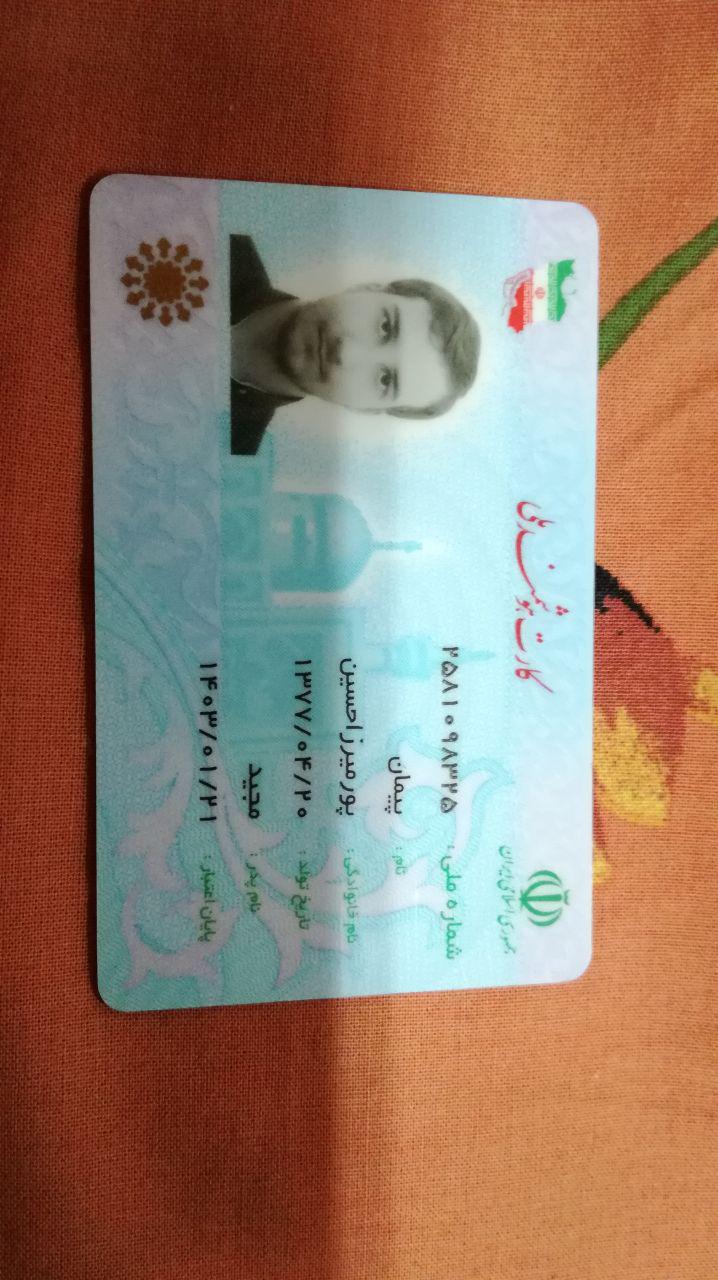 کارت هوشمند ملی
جمهوری اسلامی ایران
شماره ملی : ۲۵۸۱۰۹۸۳۲۵
نام : پیمان
نام خانوادگی : پورمیرزاحسین
تاریخ تولد : ۱۳۷۷/۰۴/۲۰
نام پدر : مجید
پایان اعتبار : ۱۴۰۳/۰۱/۲۱